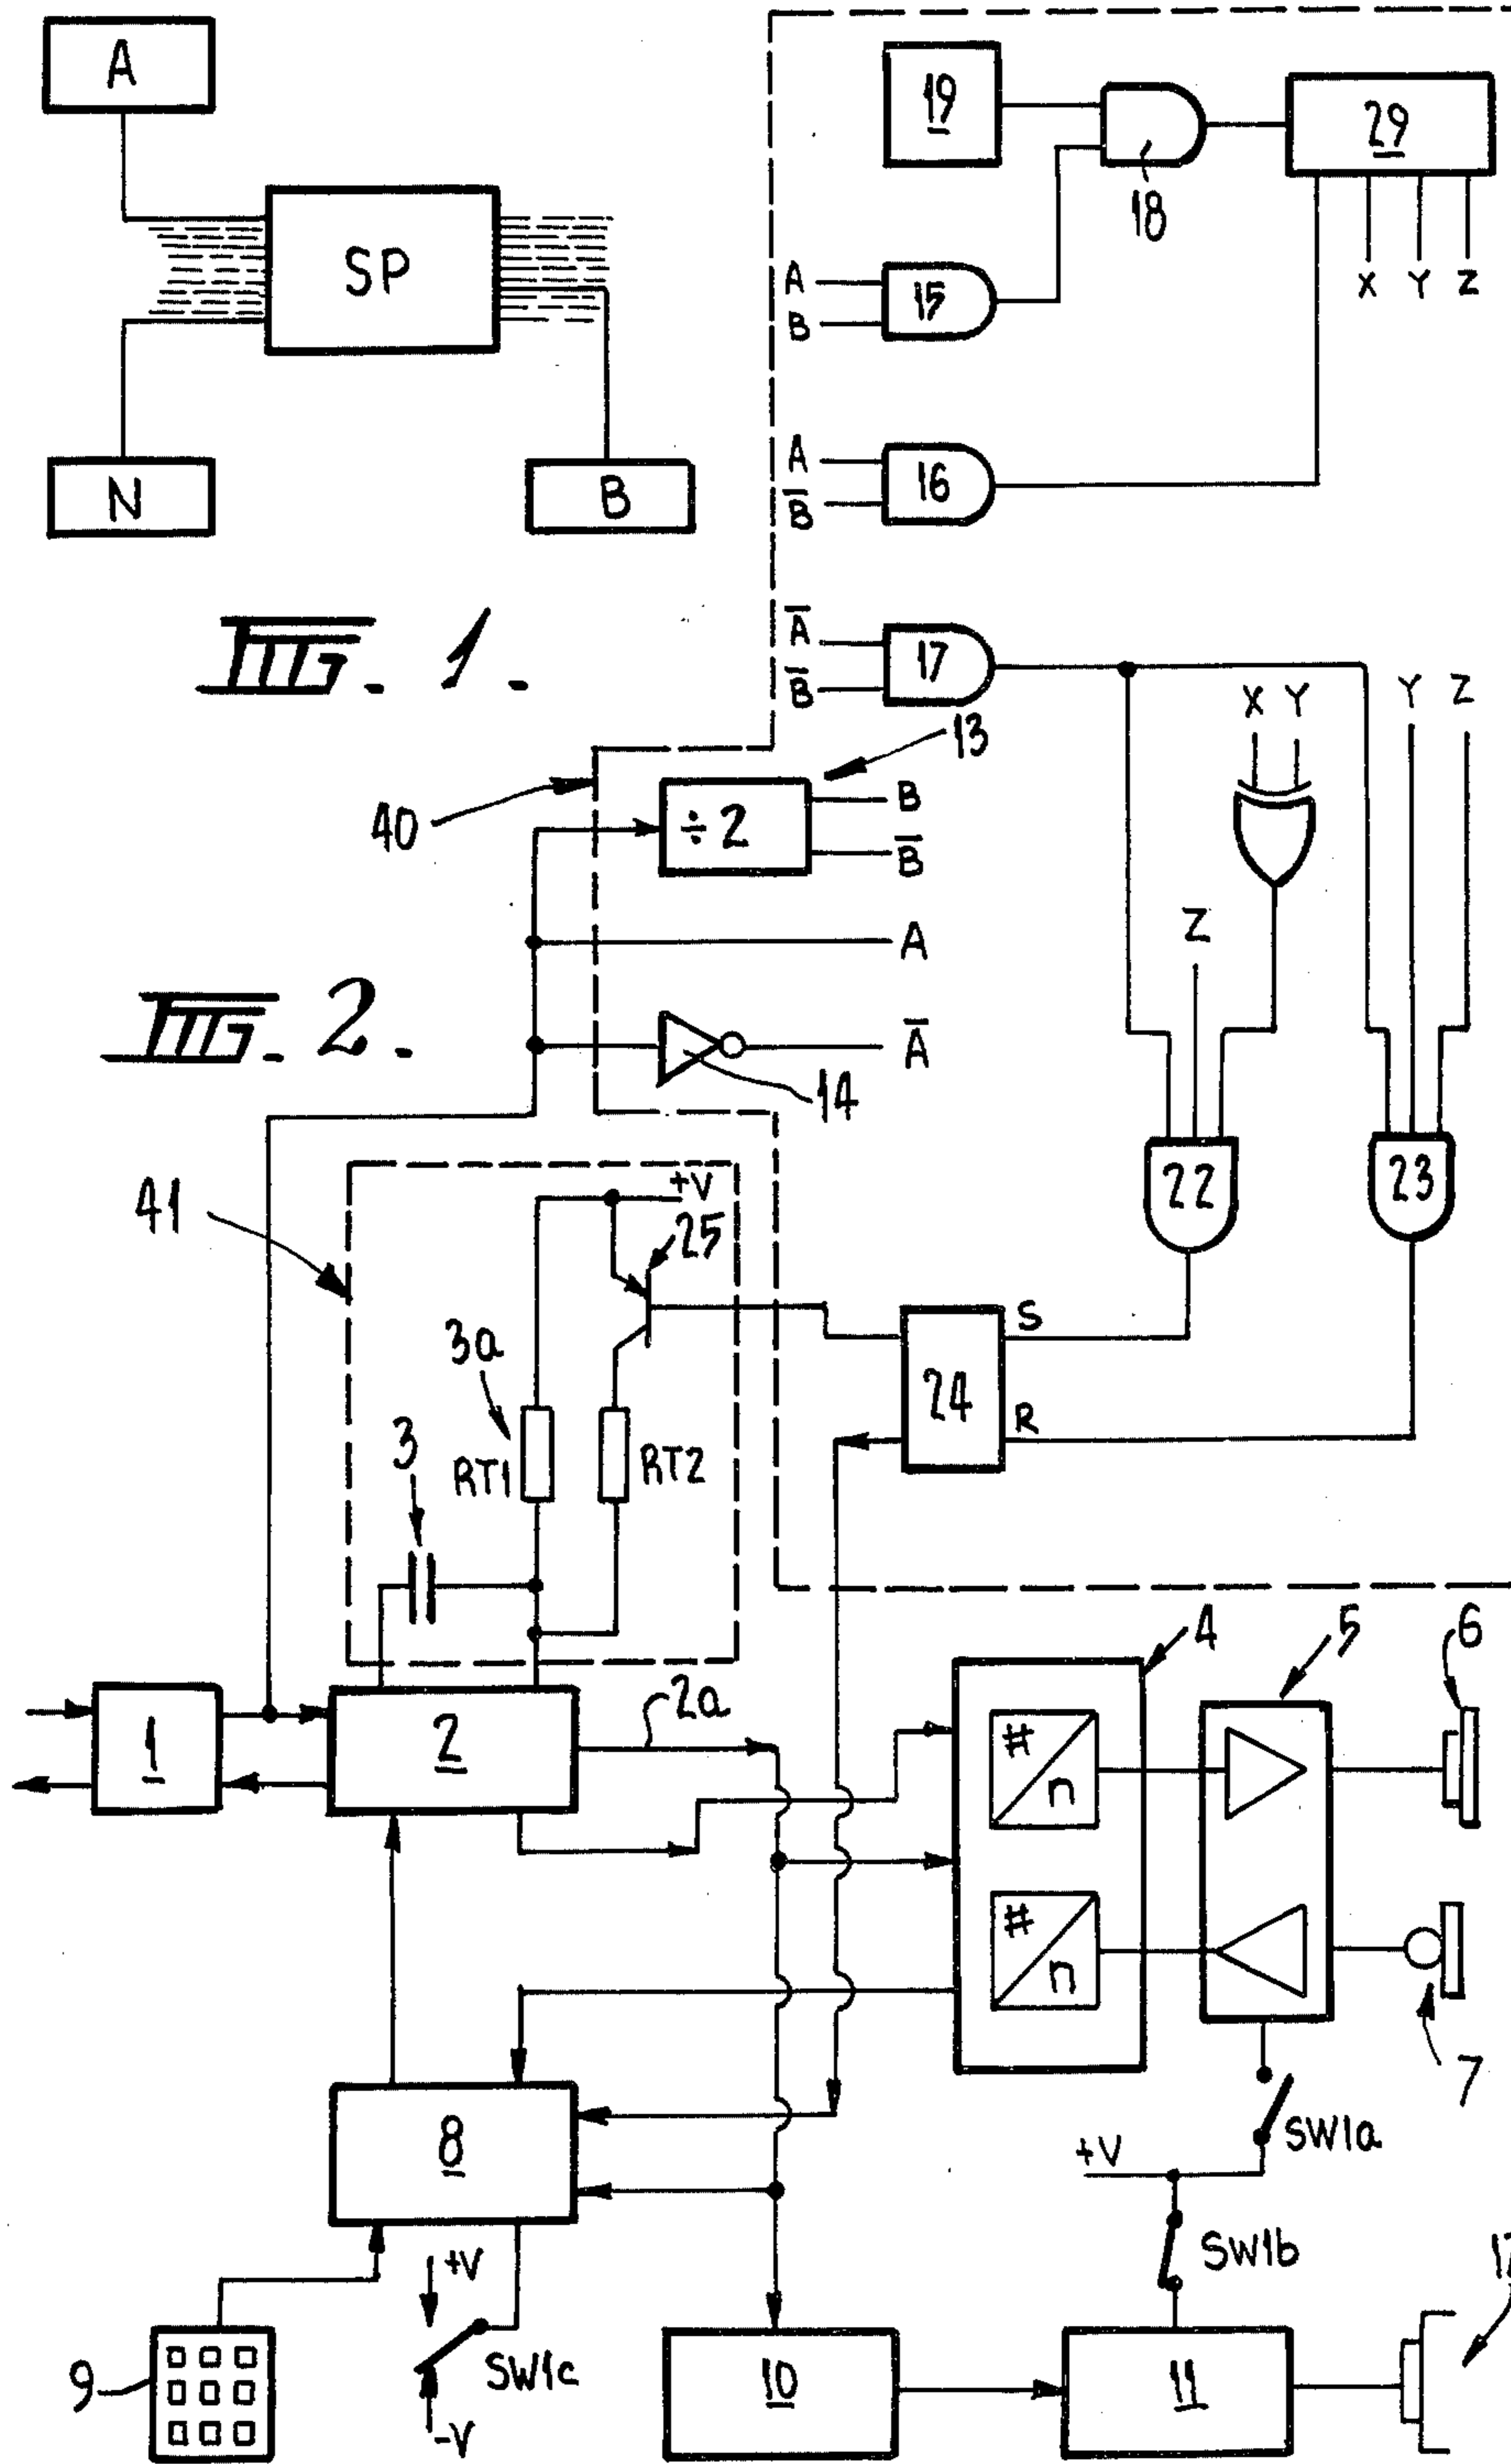 A
SP
N
B
FIG. 1.
19
18
29
X Y Z
A
B
15
A
B̅
16
A̅
B̅
17
X Y
Y Z
13
40
÷2
B
B̅
A
Z
FIG. 2.
14
A̅
22
23
41
+V
25
3a
RT1
RT2
3
24
S
R
1
2
2a
4
5
6
#
n
#
n
7
8
SW1a
+V
SW1b
9
+V
SW1c
-V
10
11